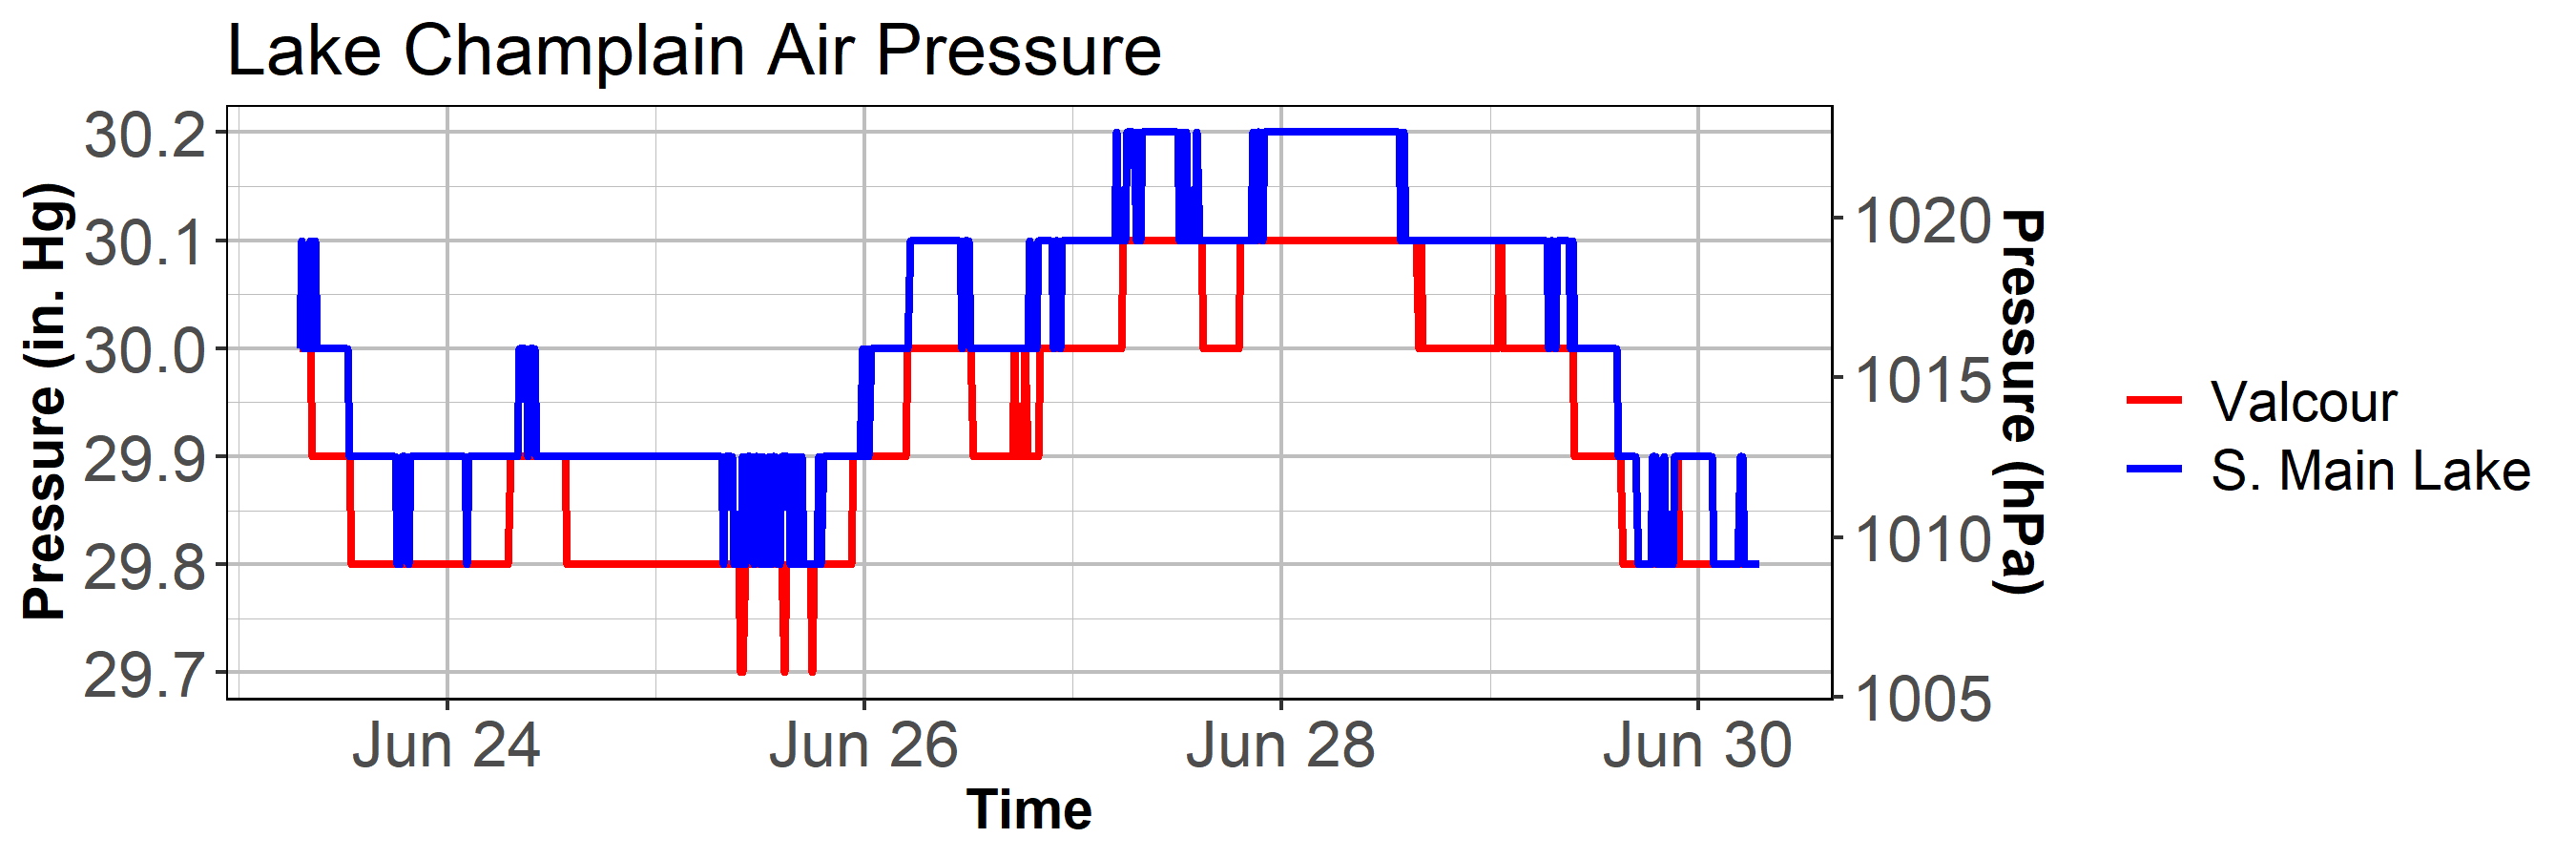 Lake Champlain Air Pressure
30.2
30.1
30.0
29.9
29.8
29.7
Pressure (in. Hg)
1020
1015
1010
1005
Pressure (hPa)
Jun 24 Jun 26 Jun 28 Jun 30
Time
Valcour
S. Main Lake